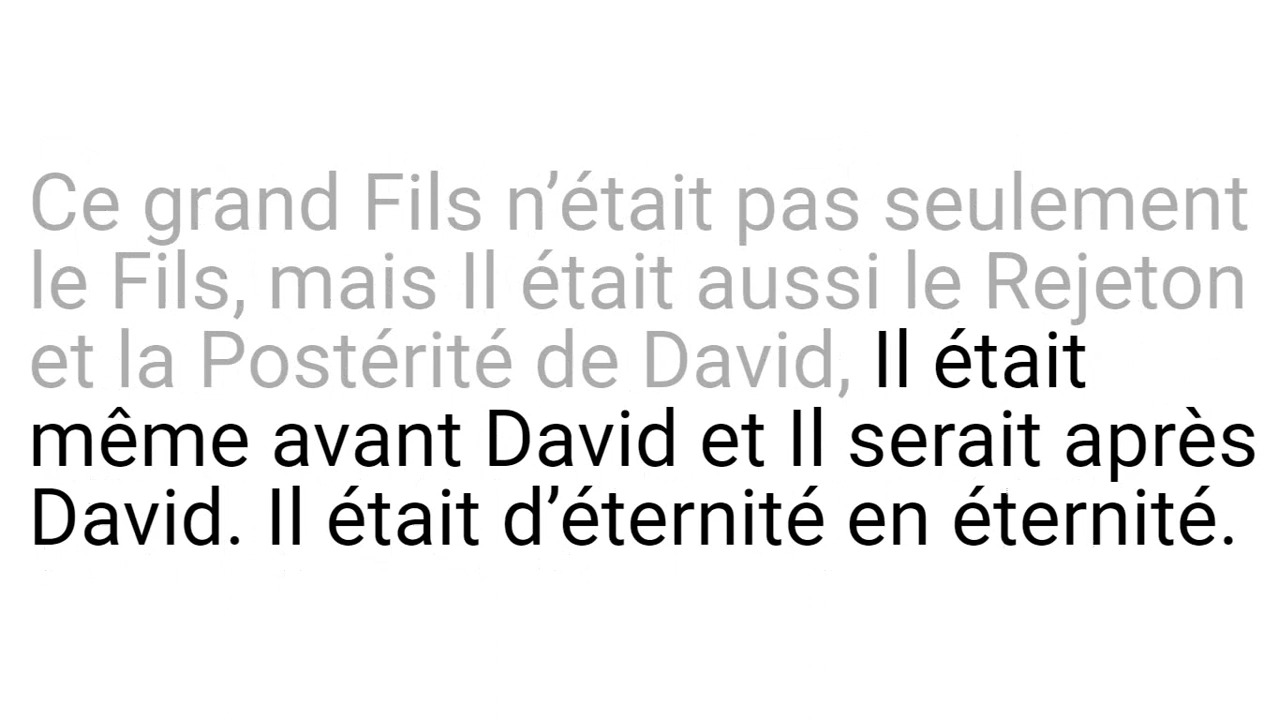 Ce grand Fils n’était pas seulement
le Fils, mais Il était aussi le Rejeton
et la Postérité de David, Il était
même avant David et Il serait après
David. Il était d’éternité en éternité.